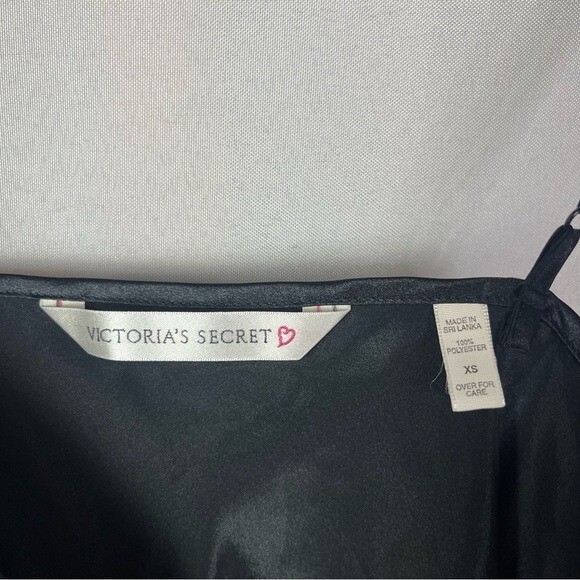 VICTORIA'S SECRET
MADE IN
SRI LANKA
100%
POLYESTER
XS
OVER FOR
CARE